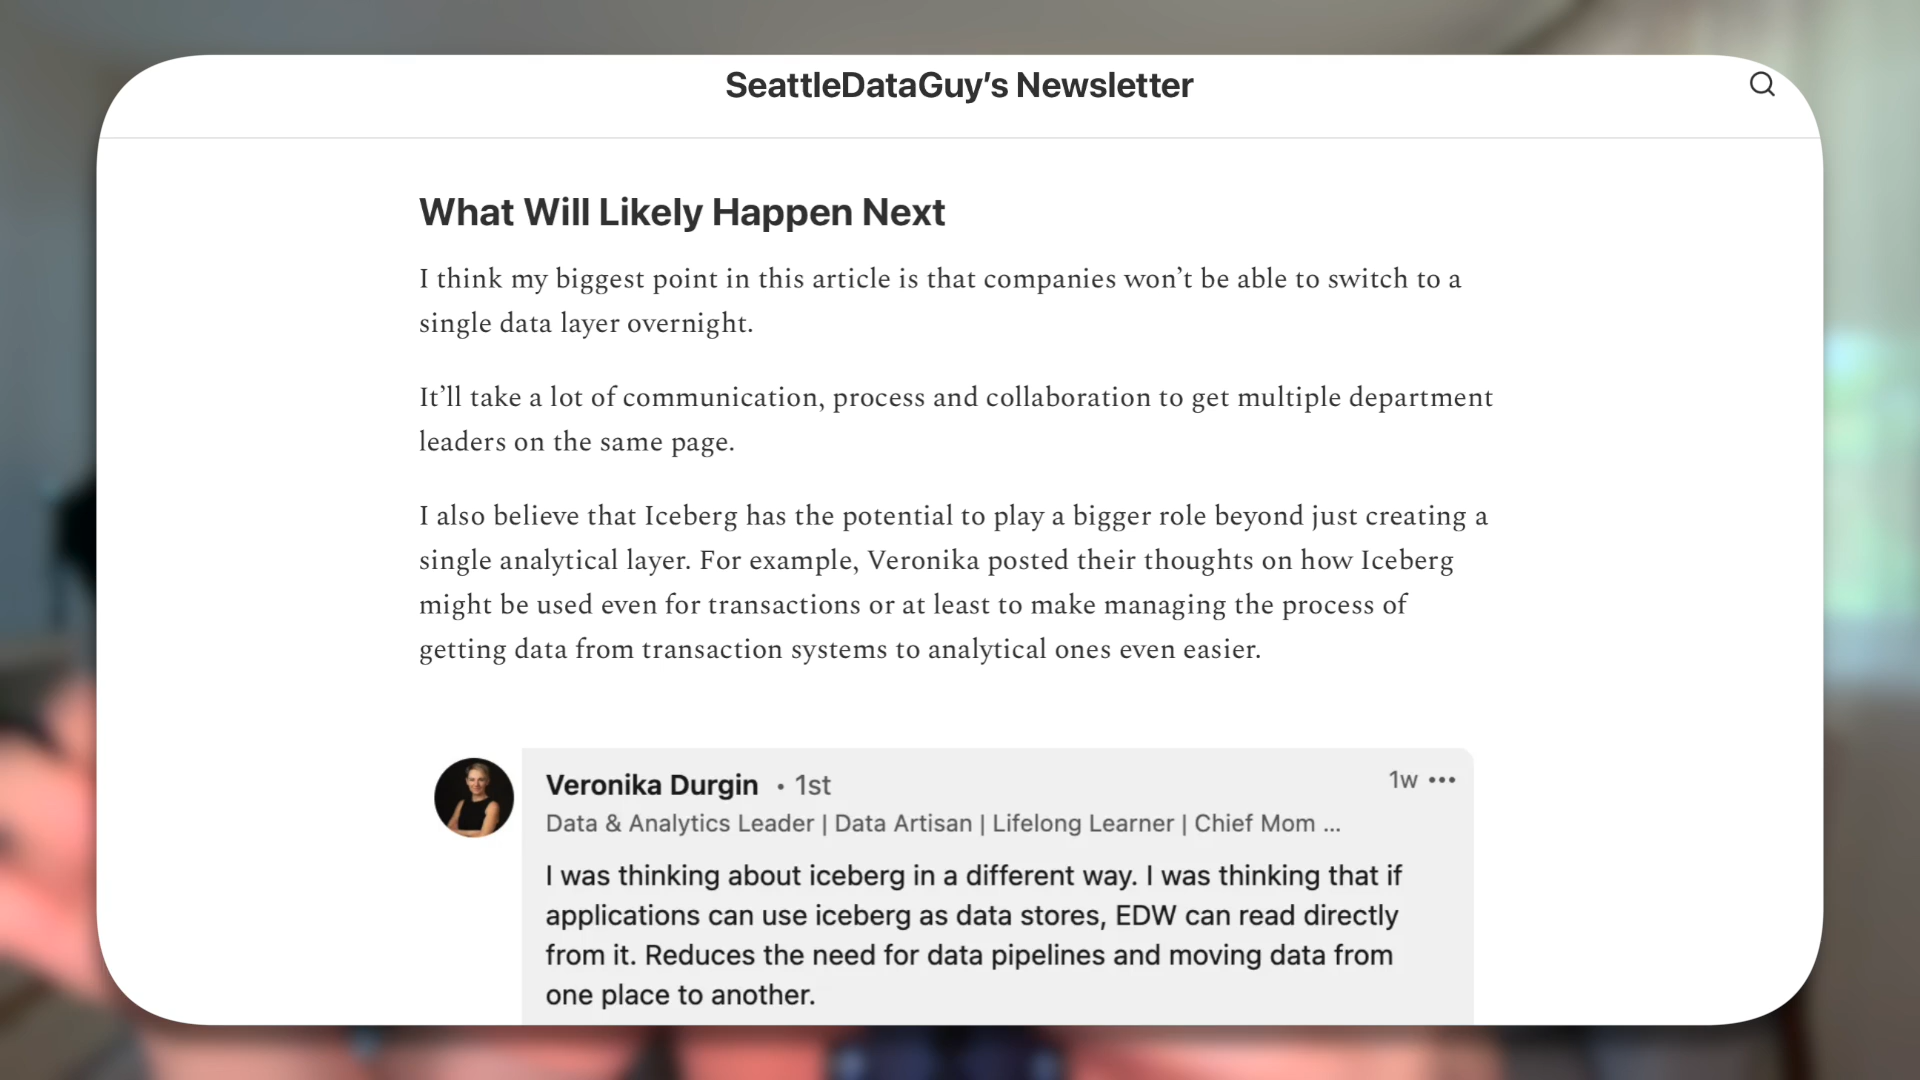 SeattleDataGuy’s Newsletter
What Will Likely Happen Next
I think my biggest point in this article is that companies won’t be able to switch to a
single data layer overnight.
It’ll take a lot of communication, process and collaboration to get multiple department
leaders on the same page.
I also believe that Iceberg has the potential to play a bigger role beyond just creating a
single analytical layer. For example, Veronika posted their thoughts on how Iceberg
might be used even for transactions or at least to make managing the process of
getting data from transaction systems to analytical ones even easier.
Veronika Durgin • 1st
1w •••
Data & Analytics Leader | Data Artisan | Lifelong Learner | Chief Mom ...
I was thinking about iceberg in a different way. I was thinking that if
applications can use iceberg as data stores, EDW can read directly
from it. Reduces the need for data pipelines and moving data from
one place to another.